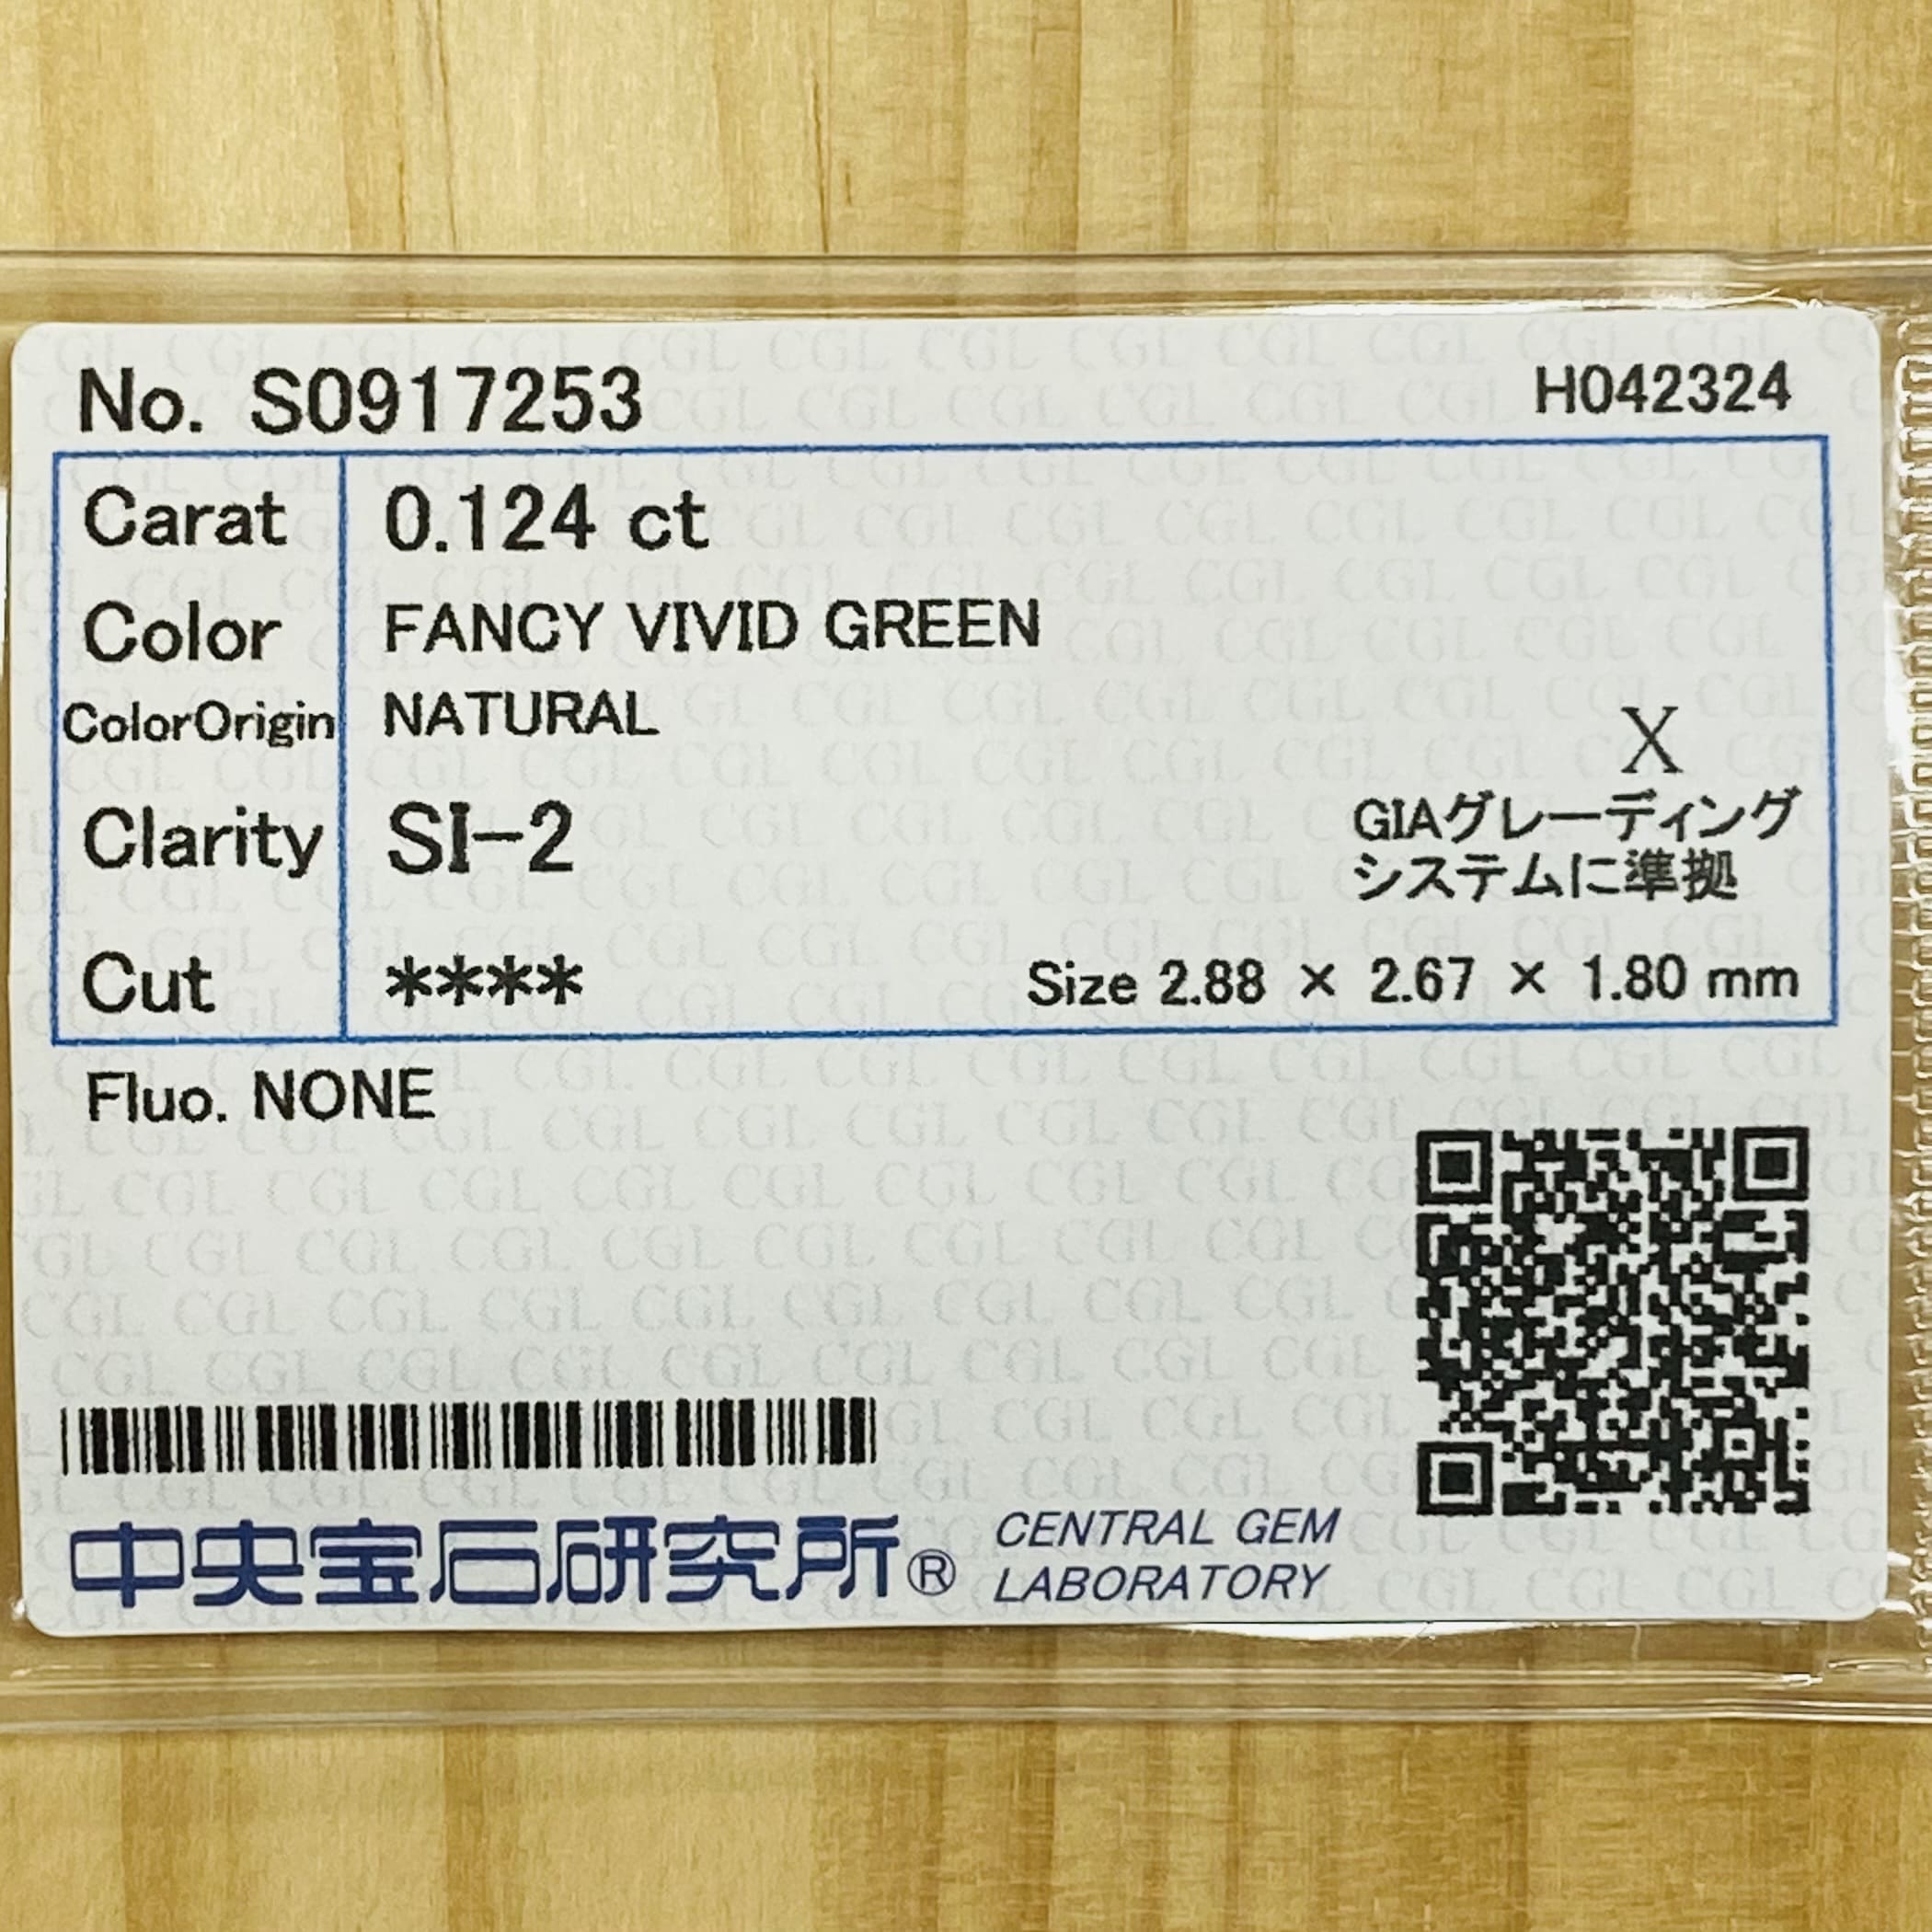 No. S0917253 H042324
Carat 0.124 ct
Color FANCY VIVID GREEN
ColorOrigin NATURAL
X
Clarity SI-2
GIAグレーディング
システムに準拠
Cut **** Size 2.88 × 2.67 × 1.80 mm
Fluo. NONE
中央宝石研究所® CENTRAL GEM
LABORATORY